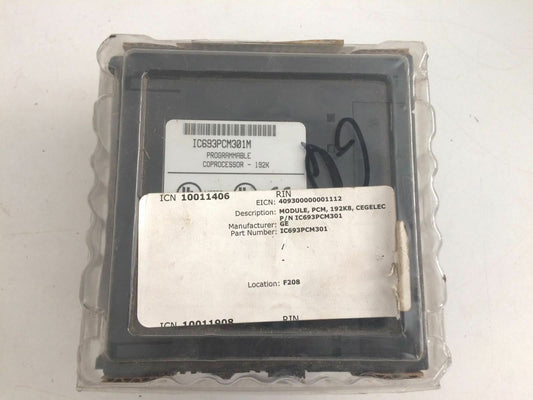 IC693PCM301M
PROGRAMMABLE
COPROCESSOR - 192K
ICN 10011406 RIN
EICN: 409300000001112
Description: MODULE, PCM, 192KB, CEGELEC
P/N IC693PCM301
Manufacturer: GE
Part Number: IC693PCM301
/
-
Location: F208
ICN 10011908 RIN